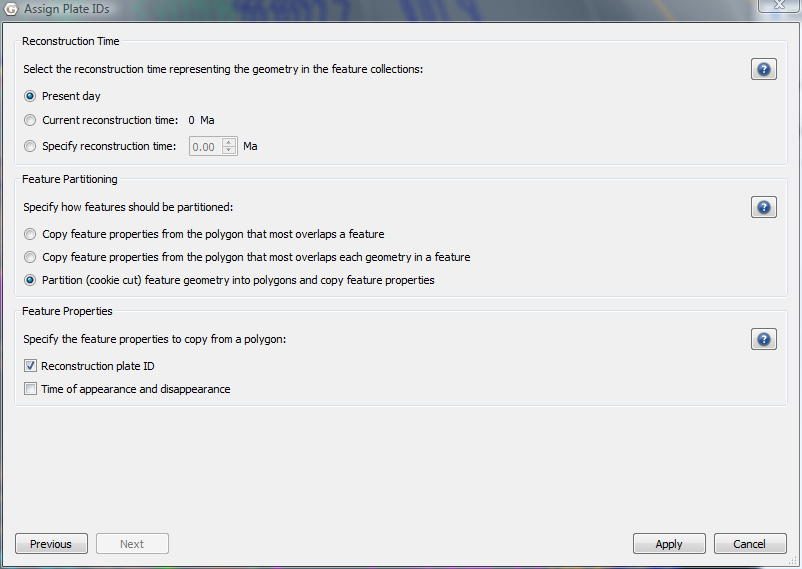 Assign Plate IDs
Reconstruction Time
Select the reconstruction time representing the geometry in the feature collections:
Present day
Current reconstruction time: 0 Ma
Specify reconstruction time: 0.00 Ma
Feature Partitioning
Specify how features should be partitioned:
Copy feature properties from the polygon that most overlaps a feature
Copy feature properties from the polygon that most overlaps each geometry in a feature
Partition (cookie cut) feature geometry into polygons and copy feature properties
Feature Properties
Specify the feature properties to copy from a polygon:
Reconstruction plate ID
Time of appearance and disappearance
Previous Next Apply Cancel